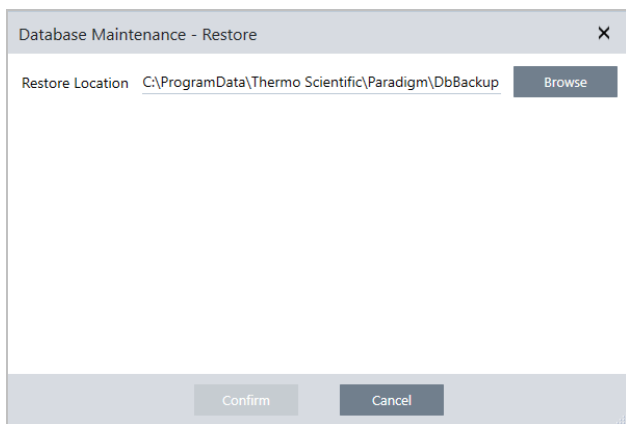 Database Maintenance - Restore
Restore Location C:\ProgramData\Thermo Scientific\Paradigm\DbBackup Browse
Confirm Cancel